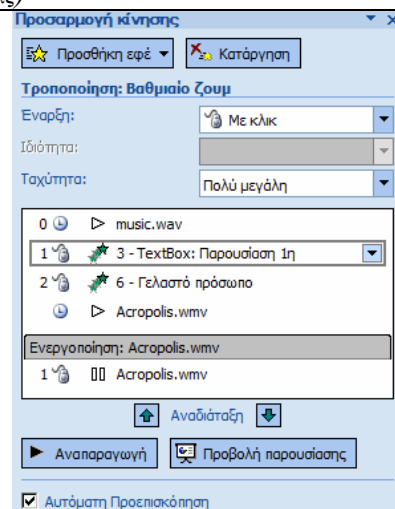 ς)
Προσαρμογή κίνησης
Προσθήκη εφέ Κατάργηση
Τροποποίηση: Βαθμιαίο ζουμ
Έναρξη: Με κλικ
Ιδιότητα:
Ταχύτητα: Πολύ μεγάλη
0 music.wav
1 3 - TextBox: Παρουσίαση 1η
2 6 - Γελαστό πρόσωπο
Acropolis.wmv
Ενεργοποίηση: Acropolis.wmv
1 Acropolis.wmv
Αναδιάταξη
Αναπαραγωγή Προβολή παρουσίασης
Αυτόματη Προεπισκόπηση